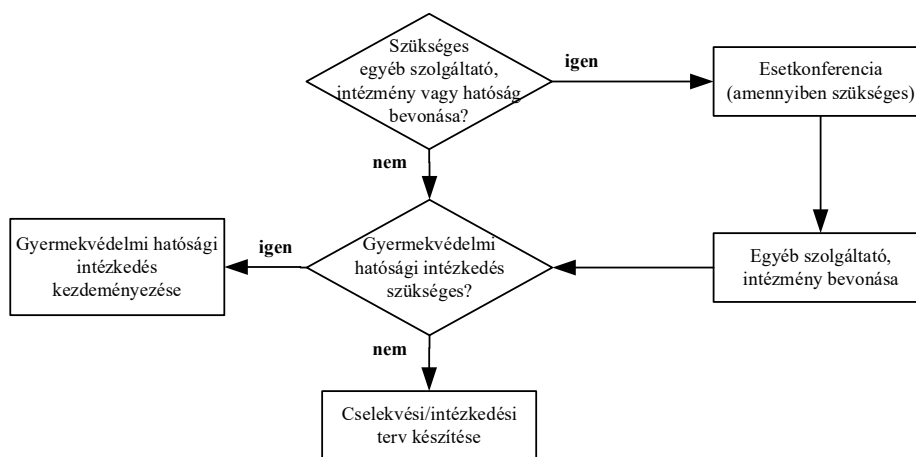 Szükséges
egyéb szolgáltató,
intézmény vagy hatóság
bevonása?
igen
Esetkonferencia
(amennyiben szükséges)
nem
Gyermekvédelmi hatósági
intézkedés
kezdeményezése
igen
Gyermekvédelmi
hatósági intézkedés
szükséges?
Egyéb szolgáltató,
intézmény bevonása
nem
Cselekvési/intézkedési
terv készítése